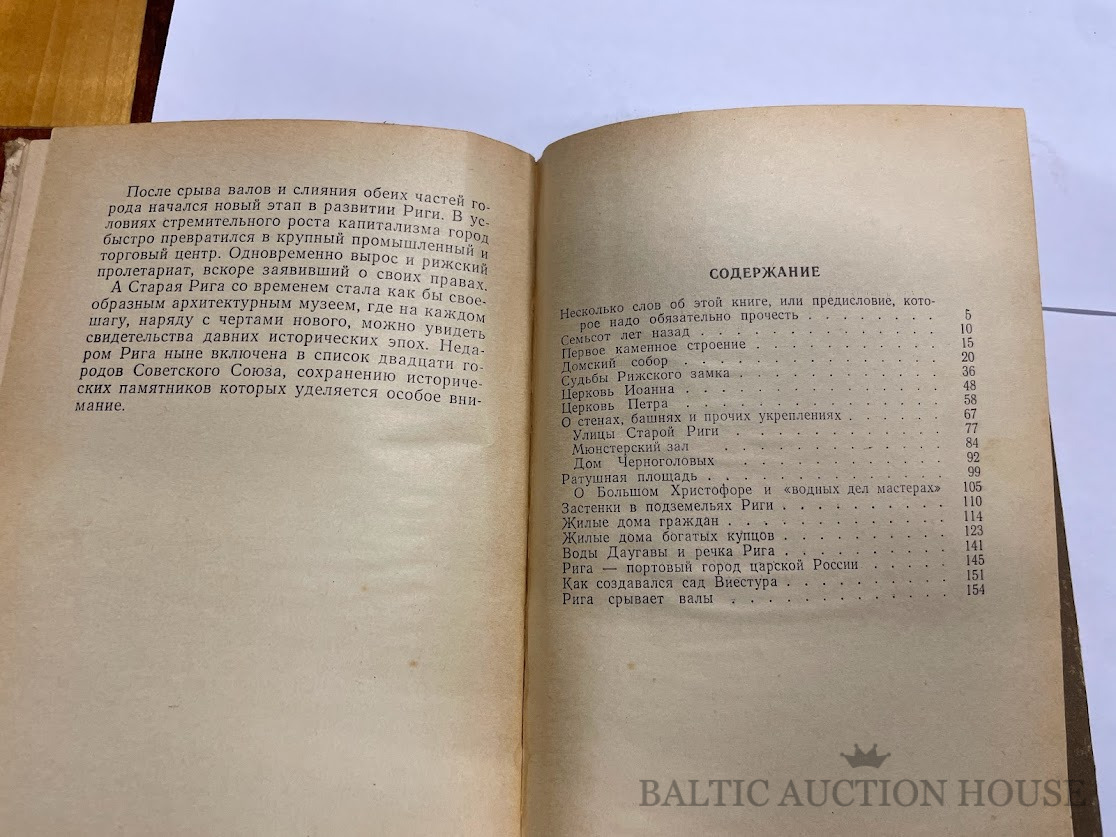 После срыва валов и слияния обеих частей го-
рода начался новый этап в развитии Риги. В ус-
ловиях стремительного роста капитализма город
быстро превратился в крупный промышленный и
торговый центр. Одновременно вырос и рижский
пролетариат, вскоре заявивший о своих правах.
А Старая Рига со временем стала как бы свое-
образным архитектурным музеем, где на каждом
шагу, наряду с чертами нового, можно увидеть
свидетельства давних исторических эпох. Неда-
ром Рига ныне включена в список двадцати го-
родов Советского Союза, сохранению историче-
ских памятников которых уделяется особое вни-
мание.
СОДЕРЖАНИЕ
Несколько слов об этой книге, или предисловие, кото-
рое надо обязательно прочесть . . . . . . . . 5
Семьсот лет назад . . . . . . . . . . . . . 10
Первое каменное строение . . . . . . . . . . 15
Домский собор . . . . . . . . . . . . . . 20
Судьбы Рижского замка . . . . . . . . . . . 36
Церковь Иоанна . . . . . . . . . . . . . . 48
Церковь Петра . . . . . . . . . . . . . . 58
О стенах, башнях и прочих укреплениях . . . . . 67
Улицы Старой Риги . . . . . . . . . . . . 77
Мюнстерский зал . . . . . . . . . . . . . 84
Дом Черноголовых . . . . . . . . . . . . 92
Ратушная площадь . . . . . . . . . . . . . 99
О Большом Христофоре и «водных дел мастерах» 105
Застенки в подземельях Риги . . . . . . . . . 110
Жилые дома граждан . . . . . . . . . . . . 114
Жилые дома богатых купцов . . . . . . . . . 123
Воды Даугавы и речка Рига . . . . . . . . . 141
Рига — портовый город царской России . . . . . 145
Как создавался сад Виестура . . . . . . . . . 151
Рига срывает валы . . . . . . . . . . . . 154
BALTIC AUCTION HOUSE